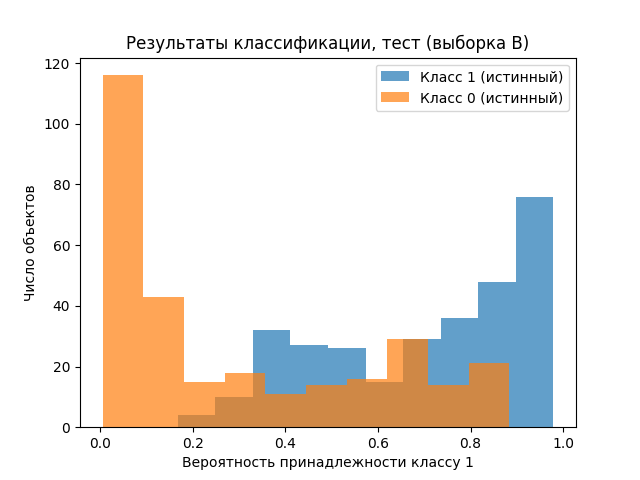 Результаты классификации, тест (выборка B)
Класс 1 (истинный)
Класс 0 (истинный)
Число объектов
120
100
80
60
40
20
0
0.0 0.2 0.4 0.6 0.8 1.0
Вероятность принадлежности классу 1